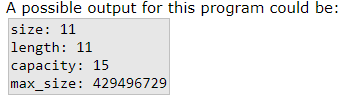 A possible output for this program could be:
size: 11
length: 11
capacity: 15
max_size: 429496729